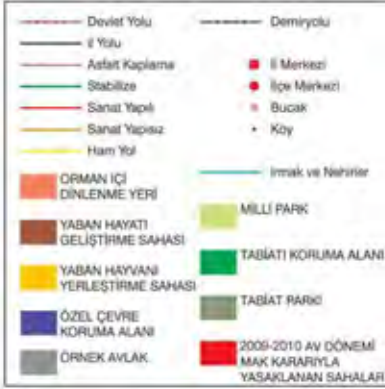 Devlet Yolu
İl Yolu
Asfalt Kaplama
Stabilize
Sanat Yapılı
Sanat Yapısız
Ham Yol
ORMAN İÇİ
DİNLENME YERİ
YABAN HAYATI
GELİŞTİRME SAHASI
YABAN HAYVANI
YERLEŞTİRME SAHASI
ÖZEL ÇEVRE
KORUMA ALANI
ÖRNEK AVLAK
Demiryolu
İl Merkezi
İlçe Merkezi
Bucak
Köy
Irmak ve Nehirler
MİLLİ PARK
TABİATI KORUMA ALANI
TABİAT PARKI
2009-2010 AV DÖNEMİ
MAK KARARIYLA
YASAKLANAN SAHALAR